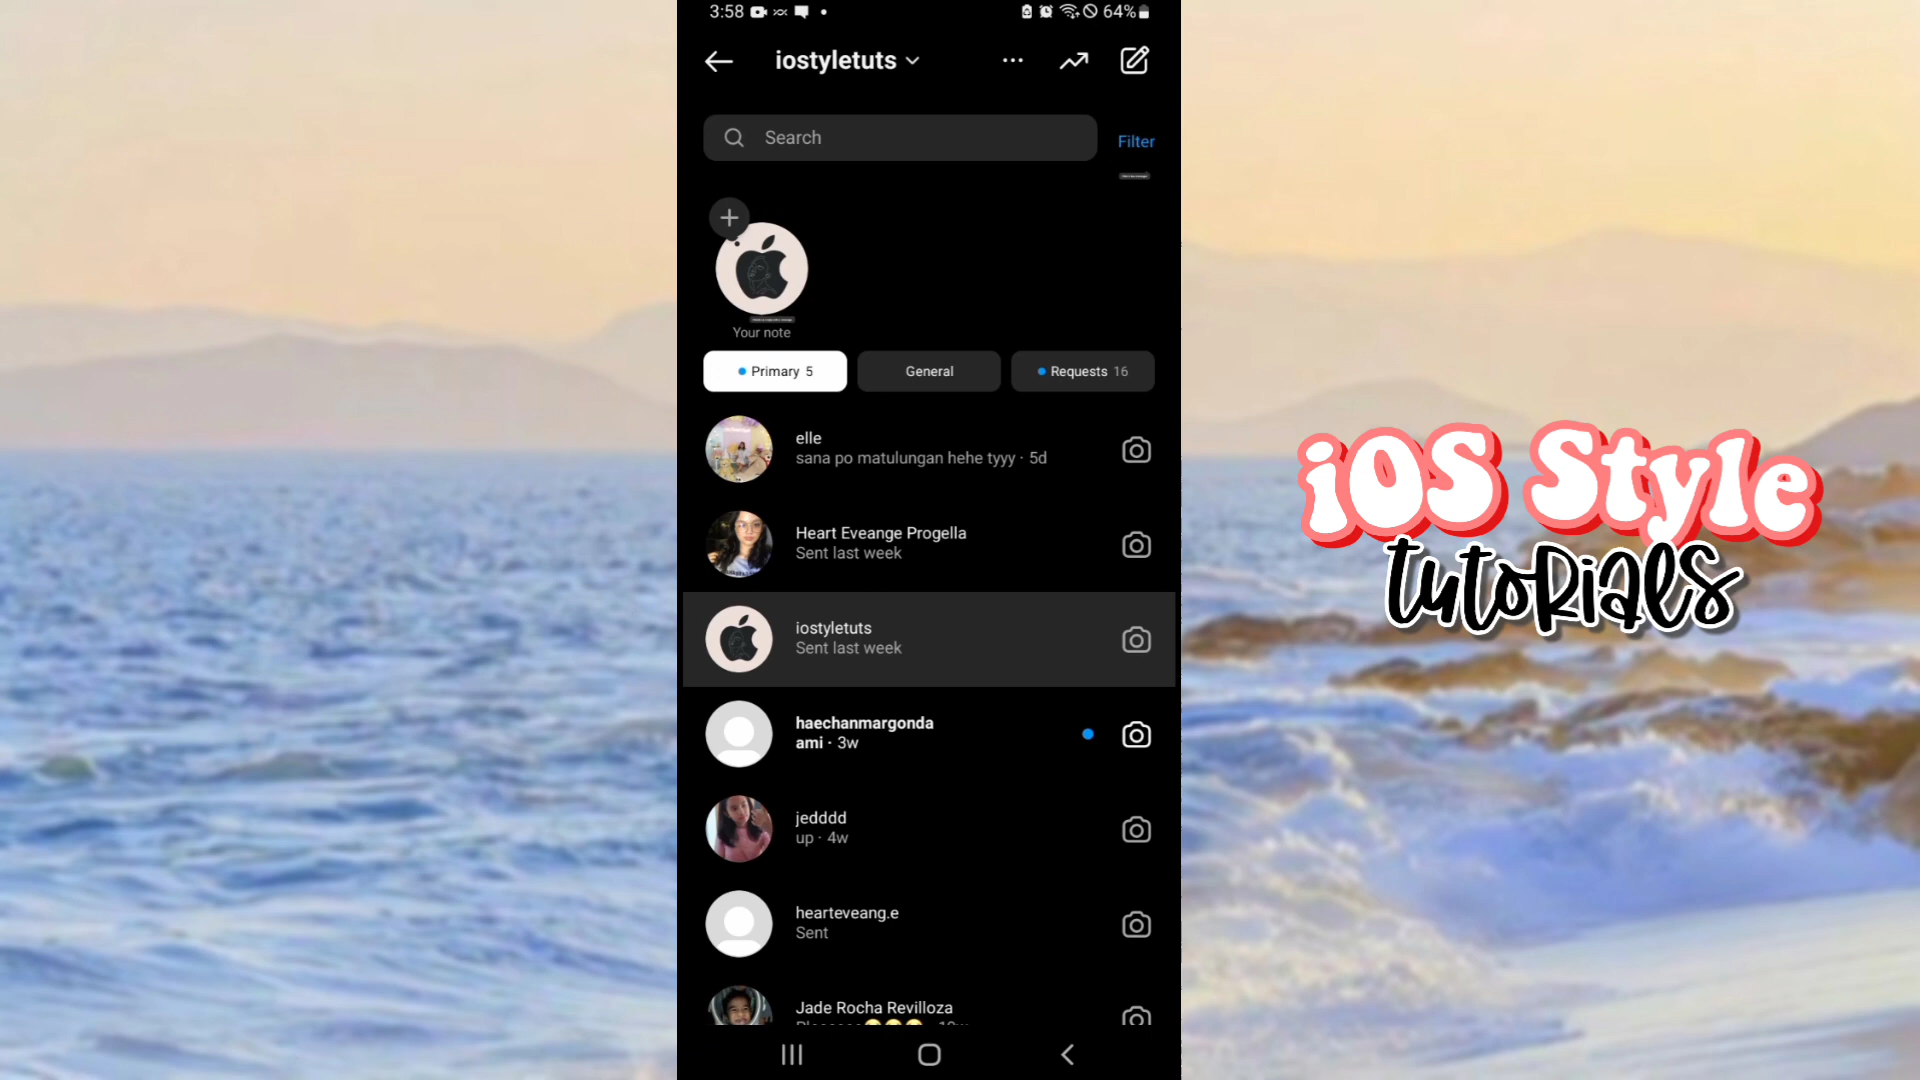 3:58
64%
iostyletuts
Search
Filter
Your note
Primary 5
General
Requests 16
elle
sana po matulungan hehe tyyy · 5d
Heart Eveange Progella
Sent last week
iostyletuts
Sent last week
haechanmargonda
ami · 3w
jedddd
up · 4w
hearteveang.e
Sent
Jade Rocha Revilloza
iOS Style
tutoRials